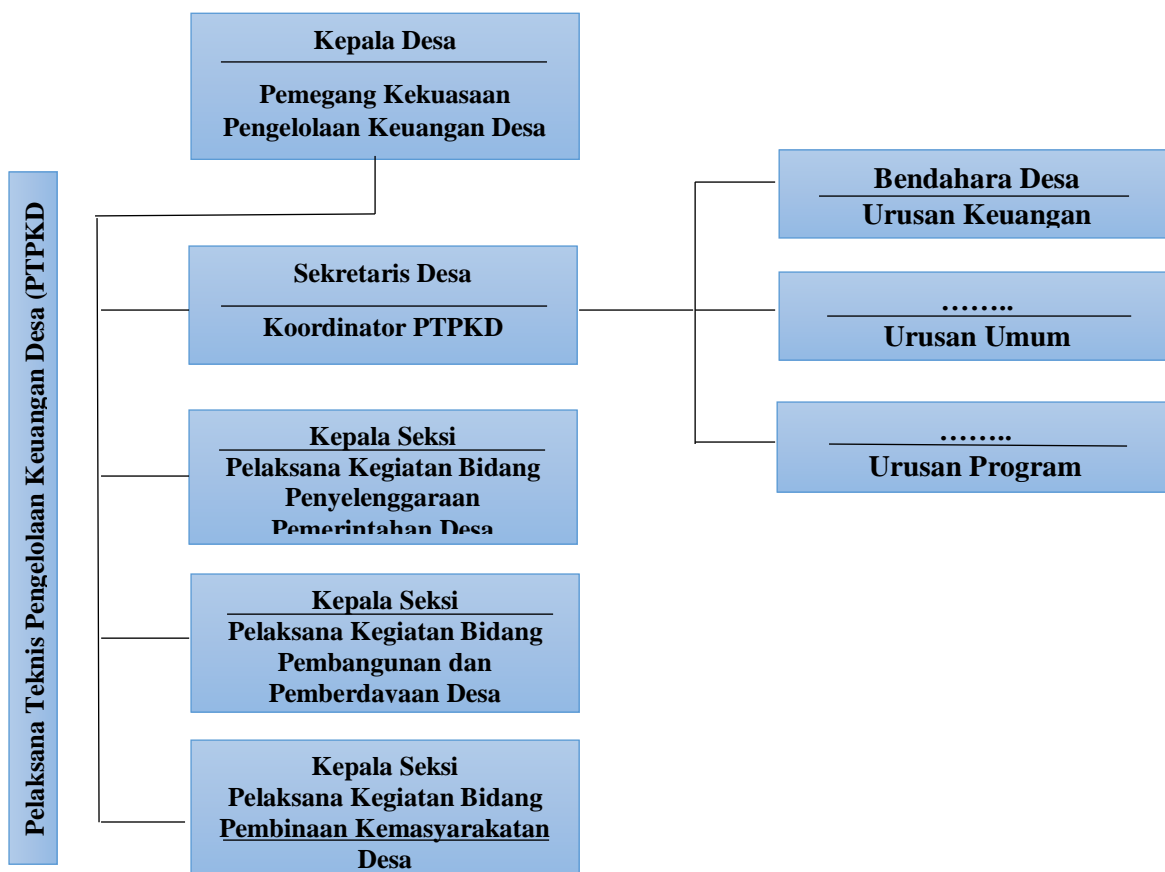 Kepala Desa
Pemegang Kekuasaan
Pengelolaan Keuangan Desa
Pelaksana Teknis Pengelolaan Keuangan Desa (PTPKD
Sekretaris Desa
Koordinator PTPKD
Kepala Seksi
Pelaksana Kegiatan Bidang
Penyelenggaraan
Pemerintahan Desa
Kepala Seksi
Pelaksana Kegiatan Bidang
Pembangunan dan
Pemberdayaan Desa
Kepala Seksi
Pelaksana Kegiatan Bidang
Pembinaan Kemasyarakatan
Desa
Bendahara Desa
Urusan Keuangan
……..
Urusan Umum
……..
Urusan Program